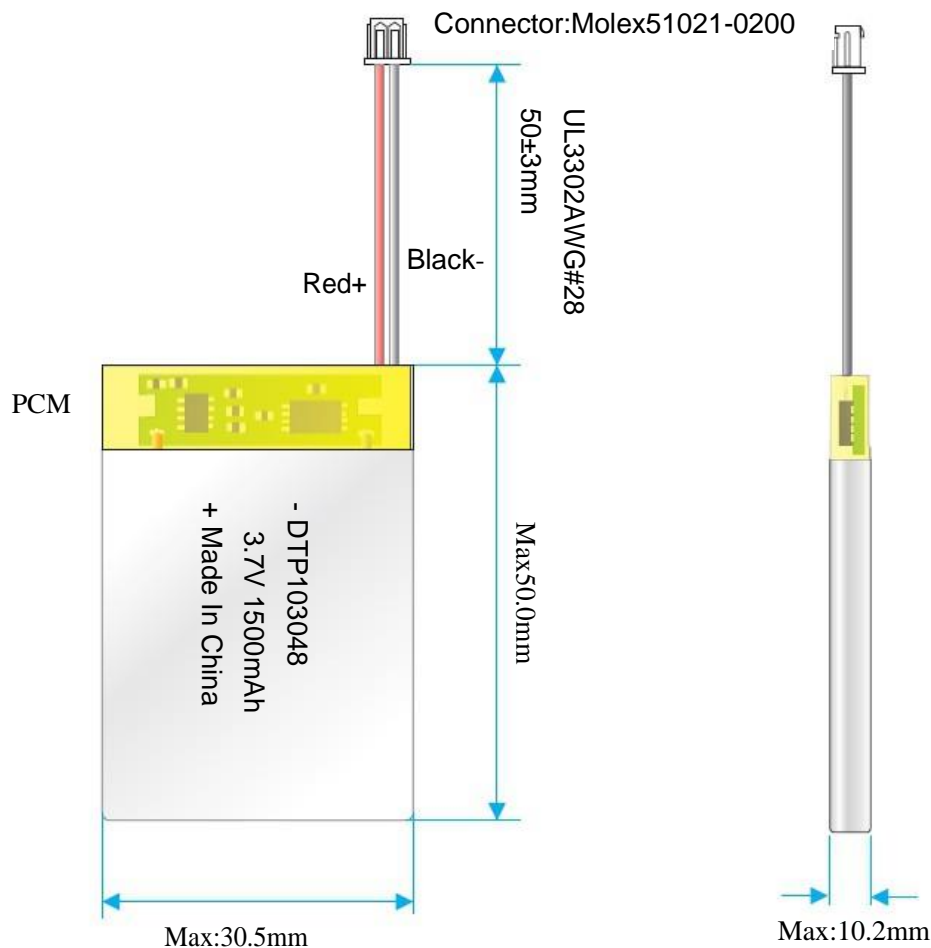 Connector:Molex51021-0200
UL3302AWG#28
50±3mm
Black-
Red+
PCM
- DTP103048
3.7V 1500mAh
+ Made In China
Max50.0mm
Max:30.5mm
Max:10.2mm